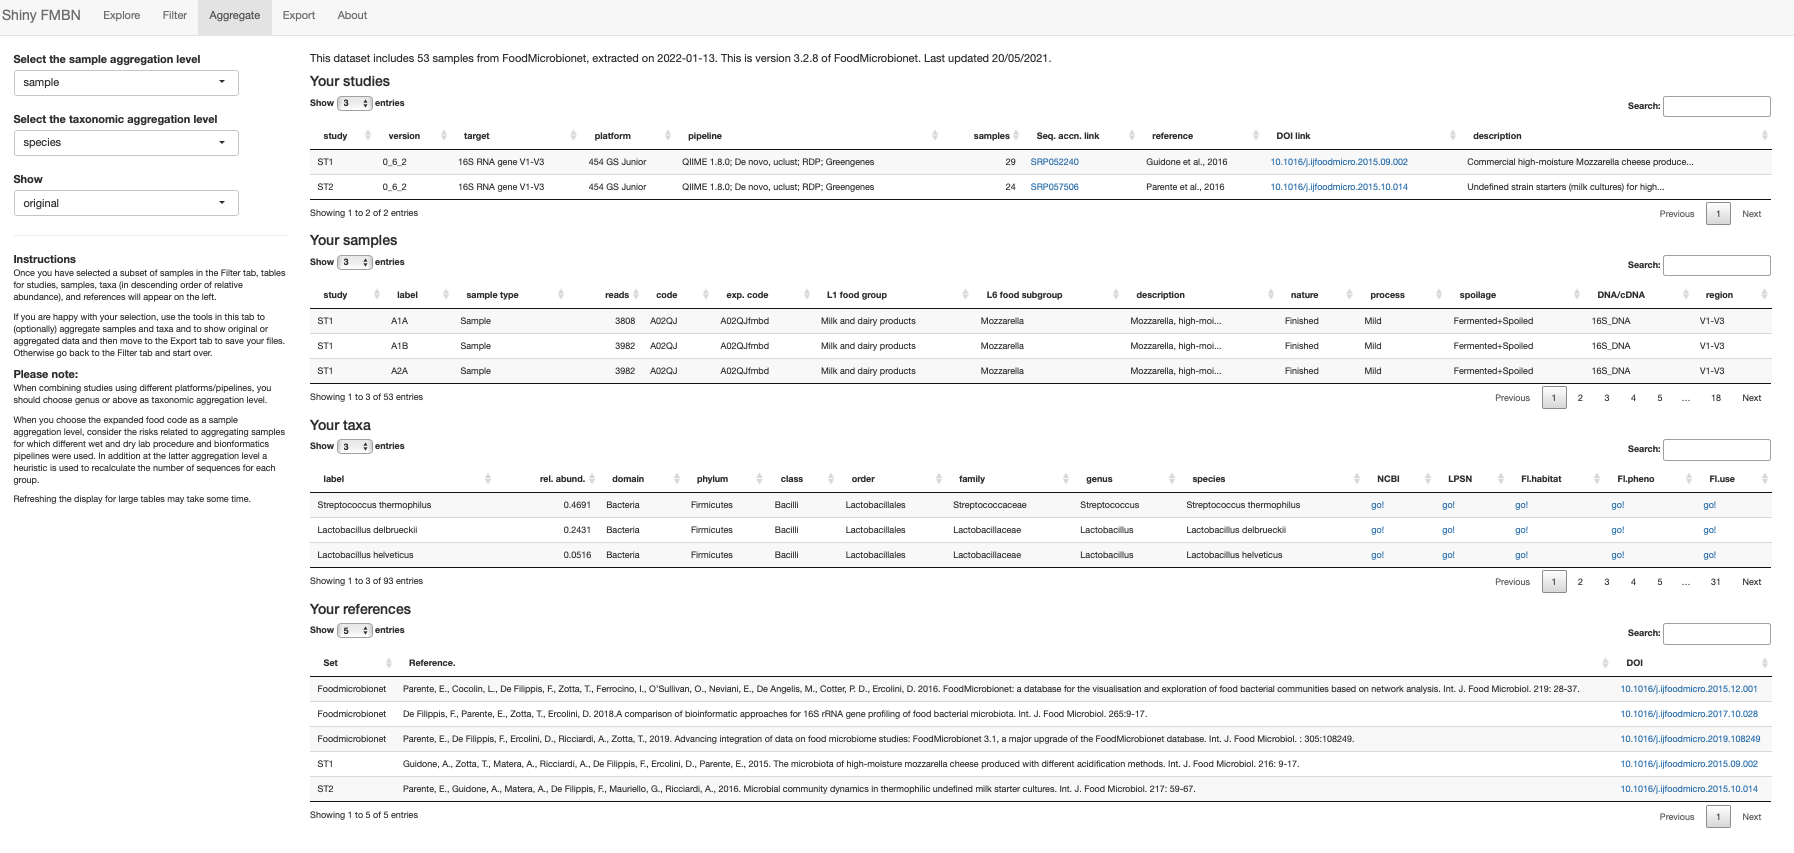 Shiny FMBN Explore Filter Aggregate Export About
Select the sample aggregation level
sample
Select the taxonomic aggregation level
species
Show
original
Instructions
Once you have selected a subset of samples in the Filter tab, tables
for studies, samples, taxa (in descending order of relative
abundance), and references will appear on the left.
If you are happy with your selection, use the tools in this tab to
(optionally) aggregate samples and taxa and to show original or
aggregated data and then move to the Export tab to save your files.
Otherwise go back to the Filter tab and start over.
Please note:
When combining studies using different platforms/pipelines, you
should choose genus or above as taxonomic aggregation level.
When you choose the expanded food code as a sample
aggregation level, consider the risks related to aggregating samples
for which different wet and dry lab procedure and bionformatics
pipelines were used. In addition at the latter aggregation level a
heuristic is used to recalculate the number of sequences for each
group.
Refreshing the display for large tables may take some time.
This dataset includes 53 samples from FoodMicrobionet, extracted on 2022-01-13. This is version 3.2.8 of FoodMicrobionet. Last updated 20/05/2021.
Your studies
Show 3 entries Search:
study version target platform pipeline samples Seq. accn. link reference DOI link description
ST1 0_6_2 16S RNA gene V1-V3 454 GS Junior QIIME 1.8.0; De novo, uclust; RDP; Greengenes 29 SRP052240 Guidone et al., 2016 10.1016/j.ijfoodmicro.2015.09.002 Commercial high-moisture Mozzarella cheese produce...
ST2 0_6_2 16S RNA gene V1-V3 454 GS Junior QIIME 1.8.0; De novo, uclust; RDP; Greengenes 24 SRP057506 Parente et al., 2016 10.1016/j.ijfoodmicro.2015.10.014 Undefined strain starters (milk cultures) for high...
Showing 1 to 2 of 2 entries Previous 1 Next
Your samples
Show 3 entries Search:
study label sample type reads code exp. code L1 food group L6 food subgroup description nature process spoilage DNA/cDNA region
ST1 A1A Sample 3808 A02QJ A02QJfmbd Milk and dairy products Mozzarella Mozzarella, high-moi... Finished Mild Fermented+Spoiled 16S_DNA V1-V3
ST1 A1B Sample 3982 A02QJ A02QJfmbd Milk and dairy products Mozzarella Mozzarella, high-moi... Finished Mild Fermented+Spoiled 16S_DNA V1-V3
ST1 A2A Sample 3982 A02QJ A02QJfmbd Milk and dairy products Mozzarella Mozzarella, high-moi... Finished Mild Fermented+Spoiled 16S_DNA V1-V3
Showing 1 to 3 of 53 entries Previous 1 2 3 4 5 ... 18 Next
Your taxa
Show 3 entries Search:
label rel. abund. domain phylum class order family genus species NCBI LPSN Fl.habitat Fl.pheno Fl.use
Streptococcus thermophilus 0.4691 Bacteria Firmicutes Bacilli Lactobacillales Streptococcaceae Streptococcus Streptococcus thermophilus go! go! go! go! go!
Lactobacillus delbrueckii 0.2431 Bacteria Firmicutes Bacilli Lactobacillales Lactobacillaceae Lactobacillus Lactobacillus delbrueckii go! go! go! go! go!
Lactobacillus helveticus 0.0516 Bacteria Firmicutes Bacilli Lactobacillales Lactobacillaceae Lactobacillus Lactobacillus helveticus go! go! go! go! go!
Showing 1 to 3 of 93 entries Previous 1 2 3 4 5 ... 31 Next
Your references
Show 5 entries Search:
Set Reference. DOI
Foodmicrobionet Parente, E., Cocolin, L., De Filippis, F., Zotta, T., Ferrocino, I., O'Sullivan, O., Neviani, E., De Angelis, M., Cotter, P. D., Ercolini, D. 2016. FoodMicrobionet: a database for the visualisation and exploration of food bacterial communities based on network analysis. Int. J. Food Microbiol. 219: 28-37. 10.1016/j.ijfoodmicro.2015.12.001
Foodmicrobionet De Filippis, F., Parente, E., Zotta, T., Ercolini, D. 2018.A comparison of bioinformatic approaches for 16S rRNA gene profiling of food bacterial microbiota. Int. J. Food Microbiol. 265:9-17. 10.1016/j.ijfoodmicro.2017.10.028
Foodmicrobionet Parente, E., De Filippis, F., Ercolini, D., Ricciardi, A., Zotta, T., 2019. Advancing integration of data on food microbiome studies: FoodMicrobionet 3.1, a major upgrade of the FoodMicrobionet database. Int. J. Food Microbiol. : 305:108249. 10.1016/j.ijfoodmicro.2019.108249
ST1 Guidone, A., Zotta, T., Matera, A., Ricciardi, A., De Filippis, F., Ercolini, D., Parente, E., 2015. The microbiota of high-moisture mozzarella cheese produced with different acidification methods. Int. J. Food Microbiol. 216: 9-17. 10.1016/j.ijfoodmicro.2015.09.002
ST2 Parente, E., Guidone, A., Matera, A., De Filippis, F., Mauriello, G., Ricciardi, A., 2016. Microbial community dynamics in thermophilic undefined milk starter cultures. Int. J. Food Microbiol. 217: 59-67. 10.1016/j.ijfoodmicro.2015.10.014
Showing 1 to 5 of 5 entries Previous 1 Next